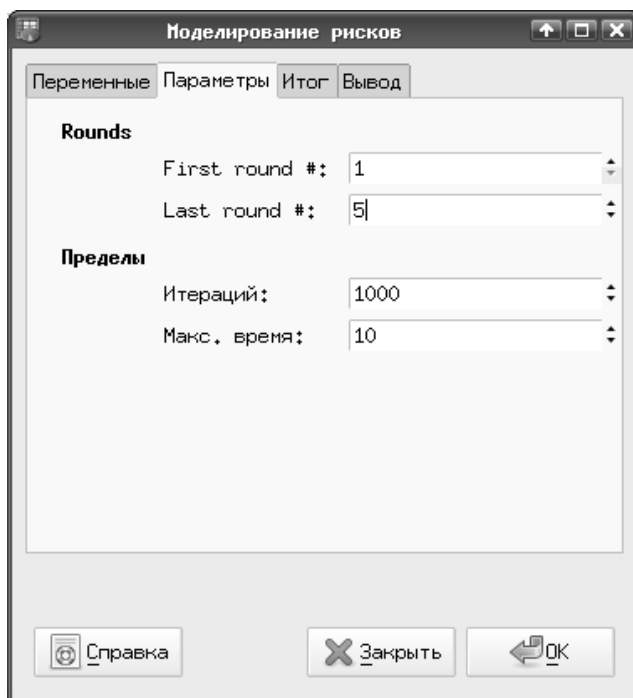 Моделирование рисков
Переменные Параметры Итог Вывод
Rounds
First round #: 1
Last round #: 5
Пределы
Итераций: 1000
Макс. время: 10
Справка Закрыть OK